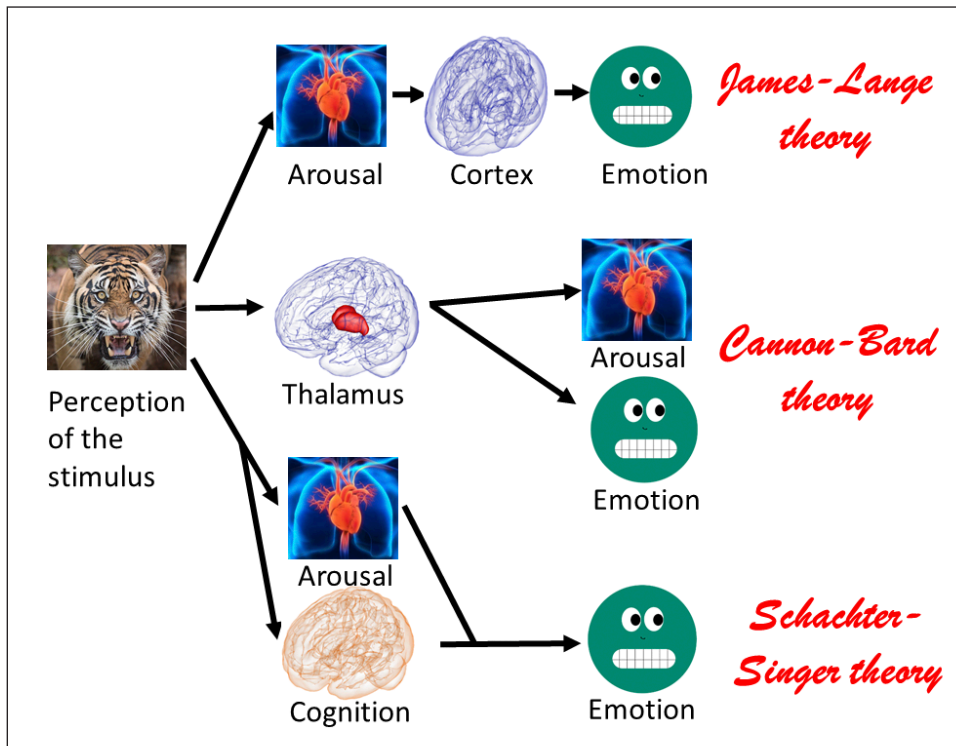 James-Lange
theory
Arousal
Cortex
Emotion
Perception
of the
stimulus
Thalamus
Arousal
Emotion
Cannon-Bard
theory
Arousal
Cognition
Emotion
Schachter-
Singer theory